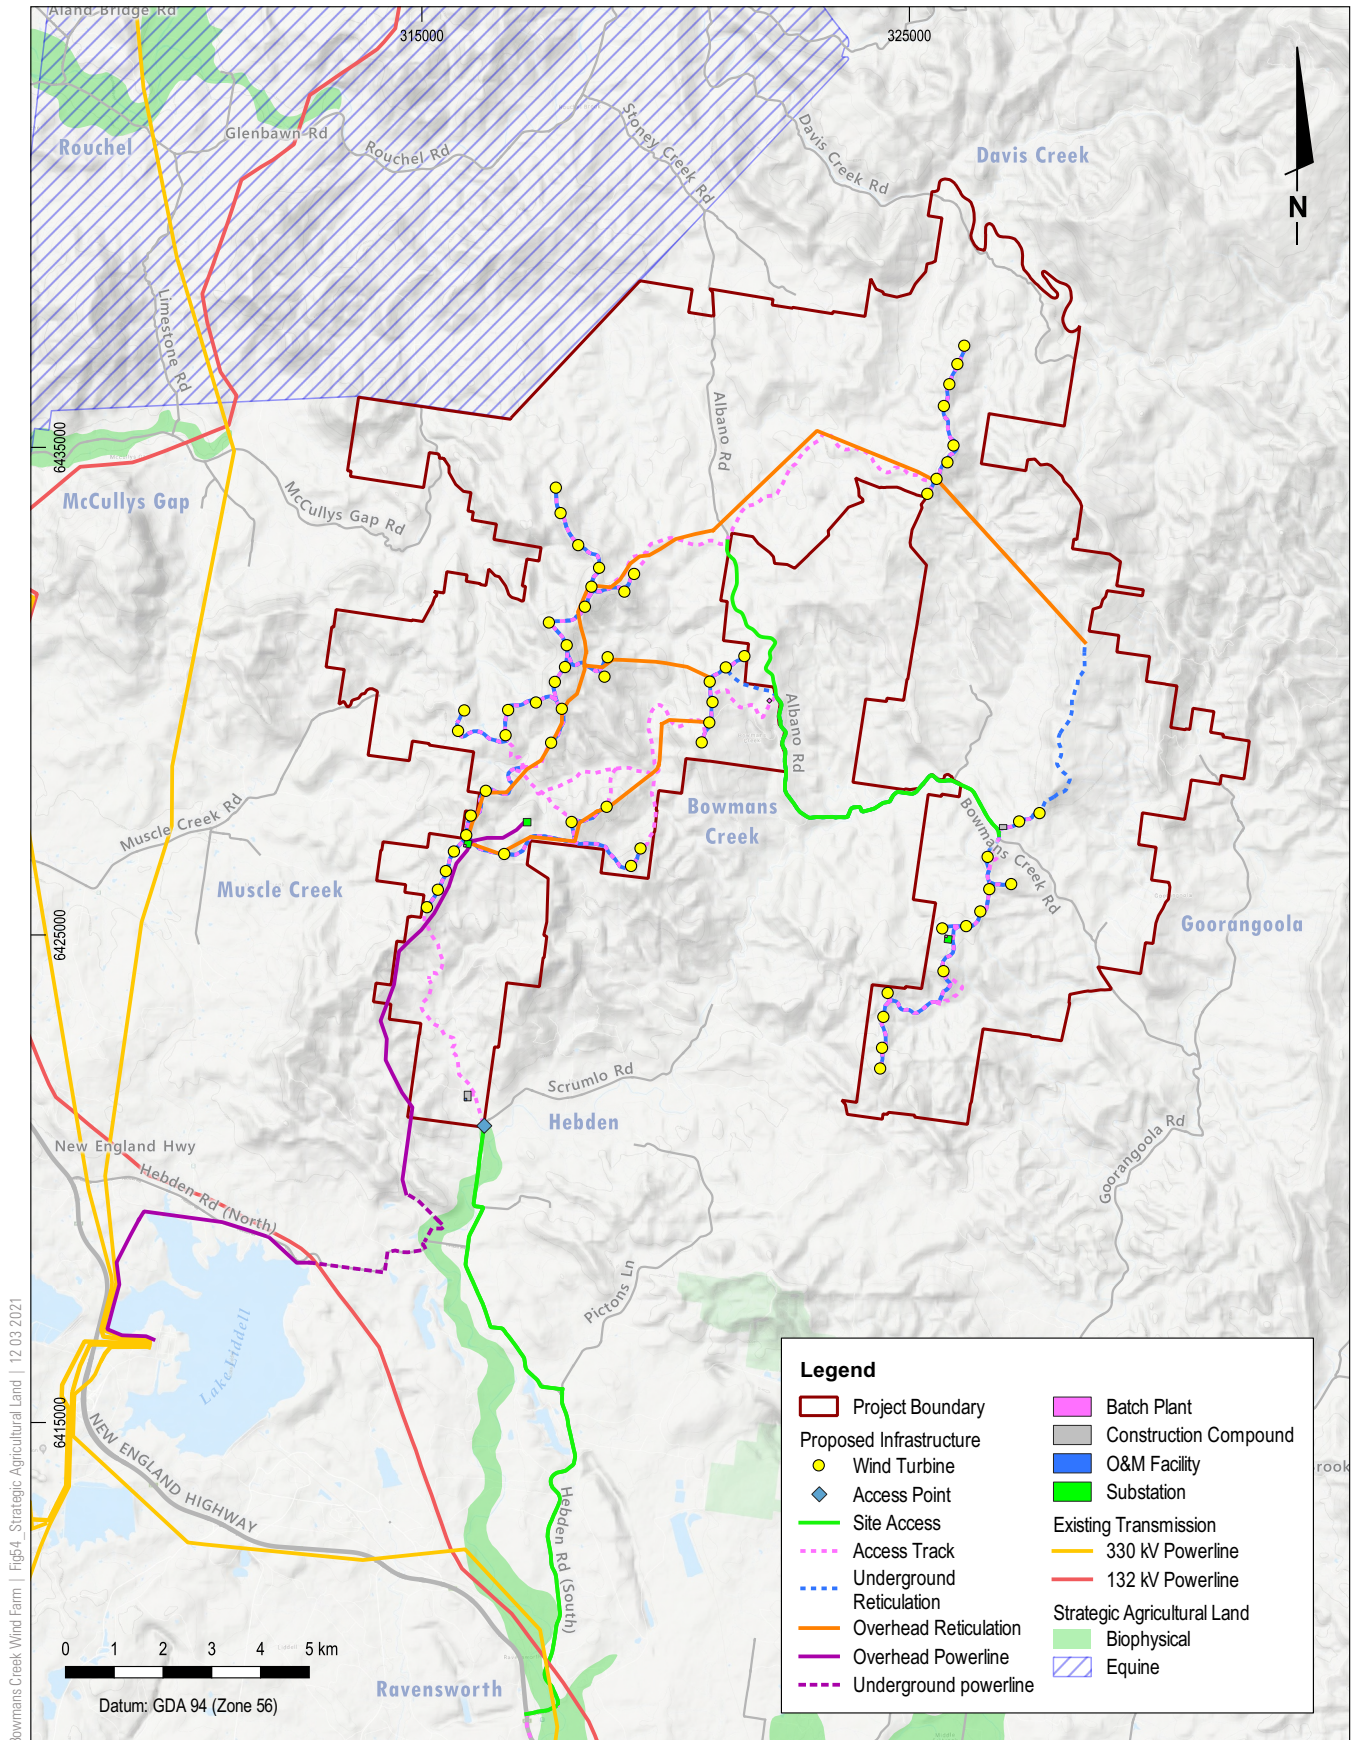 Aland Bridge Rd
315000
325000
Rouchel
Glenbawn Rd
Rouchel Rd
Stoney Creek Rd
Davis Creek Rd
Davis Creek
N
Limestone Rd
6435000
Albano Rd
McCullys Gap
McCullys Gap Rd
Albano Rd
Muscle Creek Rd
Bowmans
Creek
Bowmans Creek Rd
Muscle Creek
Goorangoola
6425000
Scrumlo Rd
Hebden
New England Hwy
Hebden Rd (North)
Goorangoola Rd
Pictons Ln
Lake Liddell
6415000
NEW ENGLAND HIGHWAY
Hebden Rd (South)
Ravensworth
rook
0 1 2 3 4 5 km
Datum: GDA 94 (Zone 56)
Bowmans Creek Wind Farm | Fig54_Strategic Agricultural Land | 12 03 2021
Legend
Project Boundary
Proposed Infrastructure
Wind Turbine
Access Point
Site Access
Access Track
Underground
Reticulation
Overhead Reticulation
Overhead Powerline
Underground powerline
Batch Plant
Construction Compound
O&M Facility
Substation
Existing Transmission
330 kV Powerline
132 kV Powerline
Strategic Agricultural Land
Biophysical
Equine